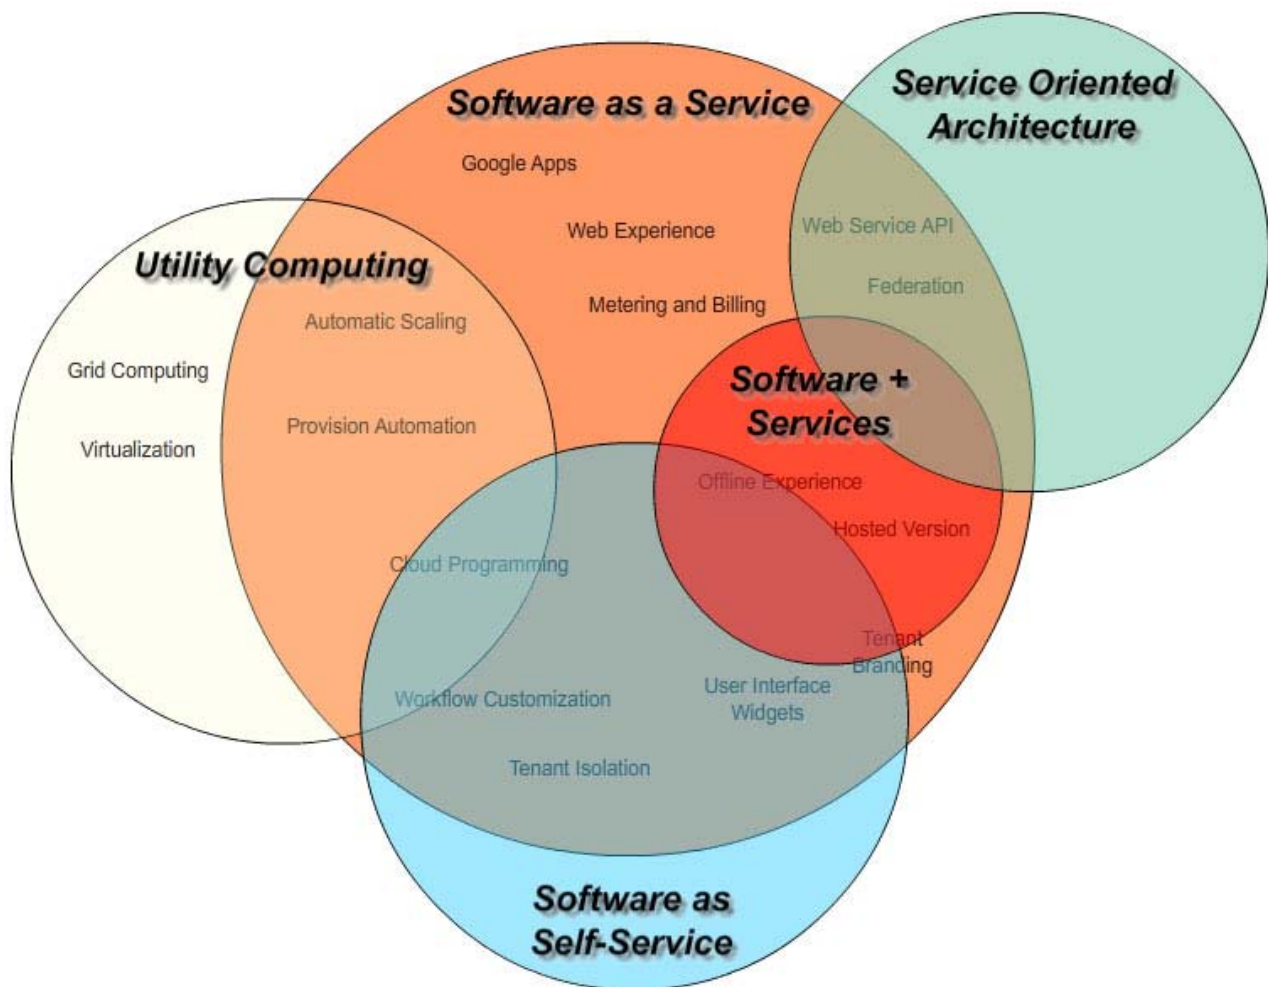 Software as a Service
Service Oriented
Architecture
Google Apps
Web Experience
Web Service API
Utility Computing
Federation
Metering and Billing
Automatic Scaling
Grid Computing
Software +
Services
Provision Automation
Virtualization
Offline Experience
Hosted Version
Cloud Programming
Tenant
Branding
User Interface
Widgets
Workflow Customization
Tenant Isolation
Software as
Self-Service